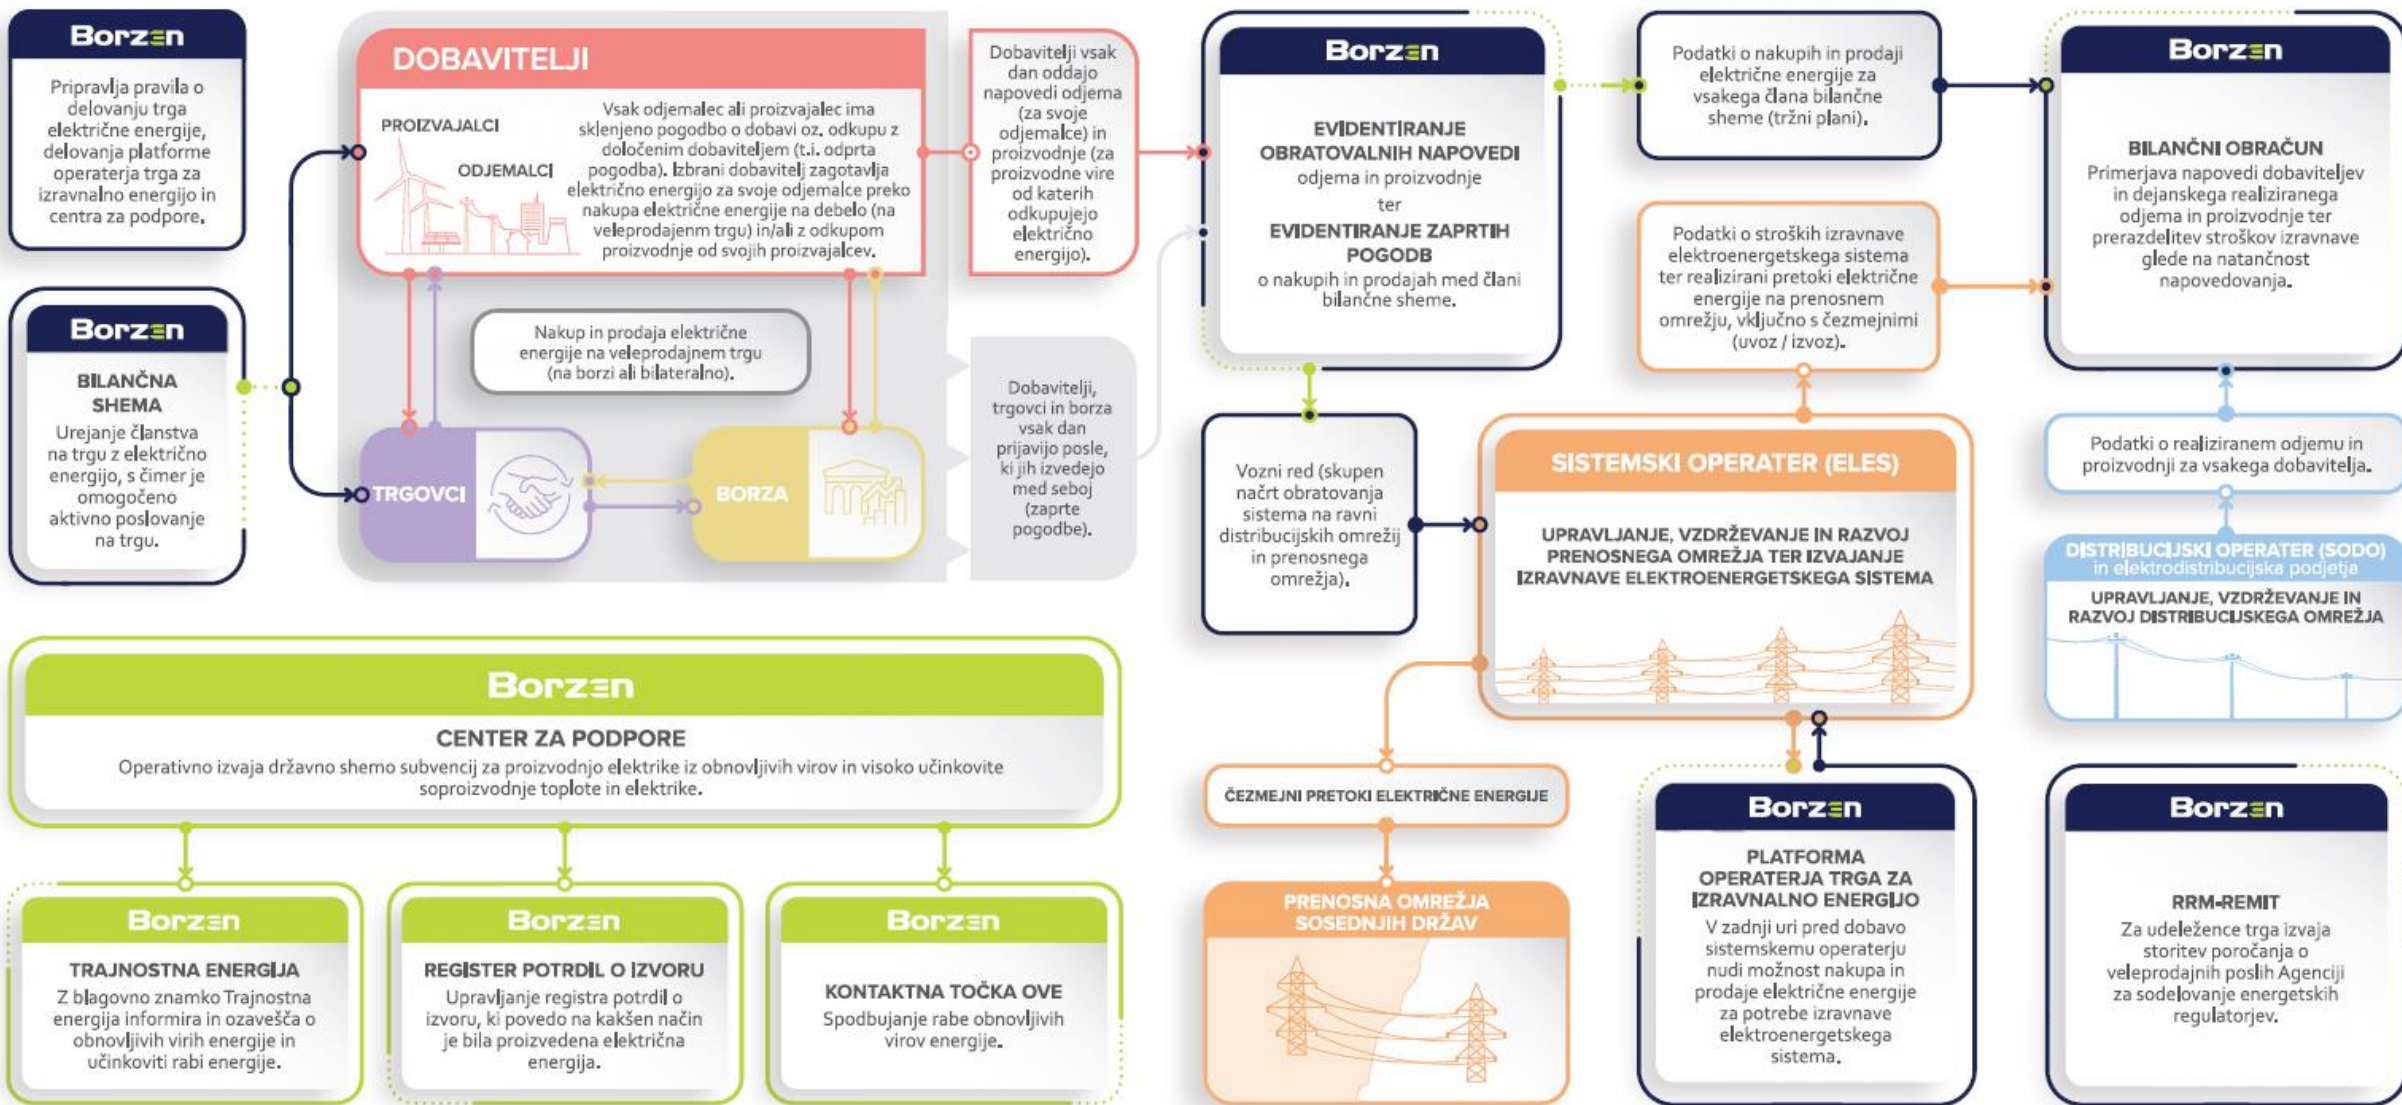 Borzen
Pripravlja pravila o
delovanju trga
električne energije,
delovanja platforme
operaterja trga za
izravnalno energijo in
centra za podpore.
Borzen
BILANČNA
SHEMA
Urejanje članstva
na trgu z električno
energijo, s čimer je
omogočeno
aktivno poslovanje
na trgu.
DOBAVITELJI
PROIZVAJALCI
ODJEMALCI
Vsak odjemalec ali proizvajalec ima
sklenjeno pogodbo o dobavi oz. odkupu z
določenim dobaviteljem (t.i. odprta
pogodba). Izbrani dobavitelj zagotavlja
električno energijo za svoje odjemalce preko
nakupa električne energije na debelo (na
veleprodajenm trgu) in/ali z odkupom
proizvodnje od svojih proizvajalcev.
Nakup in prodaja električne
energije na veleprodajnem trgu
(na borzi ali bilateralno).
TRGOVCI
BORZA
Dobavitelji vsak
dan oddajo
napovedi odjema
(za svoje
odjemalce) in
proizvodnje (za
proizvodne vire
od katerih
odkupujejo
električno
energijo).
Dobavitelji,
trgovci in borza
vsak dan
prijavijo posle,
ki jih izvedejo
med seboj
(zaprte
pogodbe).
Borzen
EVIDENTIRANJE
OBRATOVALNIH NAPOVEDI
odjema in proizvodnje
ter
EVIDENTIRANJE ZAPRTIH
POGODB
o nakupih in prodajah med člani
bilančne sheme.
Vozni red (skupen
načrt obratovanja
sistema na ravni
distribucijskih omrežij
in prenosnega
omrežja).
Podatki o nakupih in prodaji
električne energije za
vsakega člana bilančne
sheme (tržni plani).
Podatki o stroških izravnave
elektroenergetskega sistema
ter realizirani pretoki električne
energije na prenosnem
omrežju, vključno s čezmejnimi
(uvoz / izvoz).
Borzen
BILANČNI OBRAČUN
Primerjava napovedi dobaviteljev
in dejanskega realiziranega
odjema in proizvodnje ter
prerazdelitev stroškov izravnave
glede na natančnost
napovedovanja.
SISTEMSKI OPERATER (ELES)
UPRAVLJANJE, VZDRŽEVANJE IN RAZVOJ
PRENOSNEGA OMREŽJA TER IZVAJANJE
IZRAVNAVE ELEKTROENERGETSKEGA SISTEMA
Podatki o realiziranem odjemu in
proizvodnji za vsakega dobavitelja.
DISTRIBUCIJSKI OPERATER (SODO)
in elektrodistribucijska podjetja
UPRAVLJANJE, VZDRŽEVANJE IN
RAZVOJ DISTRIBUCIJSKEGA OMREŽJA
Borzen
CENTER ZA PODPORE
Operativno izvaja državno shemo subvencij za proizvodnjo elektrike iz obnovljivih virov in visoko učinkovite
soproizvodnje toplote in elektrike.
Borzen
TRAJNOSTNA ENERGIJA
Z blagovno znamko Trajnostna
energija informira in ozavešča o
obnovljivih virih energije in
učinkoviti rabi energije.
Borzen
REGISTER POTRDIL O IZVORU
Upravljanje registra potrdil o
izvoru, ki povedo na kakšen način
je bila proizvedena električna
energija.
Borzen
KONTAKTNA TOČKA OVE
Spodbujanje rabe obnovljivih
virov energije.
ČEZMEJNI PRETOKI ELEKTRIČNE ENERGIJE
PRENOSNA OMREŽJA
SOSEDNJIH DRŽAV
Borzen
PLATFORMA
OPERATERJA TRGA ZA
IZRAVNALNO ENERGIJO
V zadnji uri pred dobavo
sistemskemu operaterju
nudi možnost nakupa in
prodaje električne energije
za potrebe izravnave
elektroenergetskega
sistema.
Borzen
RRM-REMIT
Za udeležence trga izvaja
storitev poročanja o
veleprodajnih poslih Agenciji
za sodelovanje energetskih
regulatorjev.